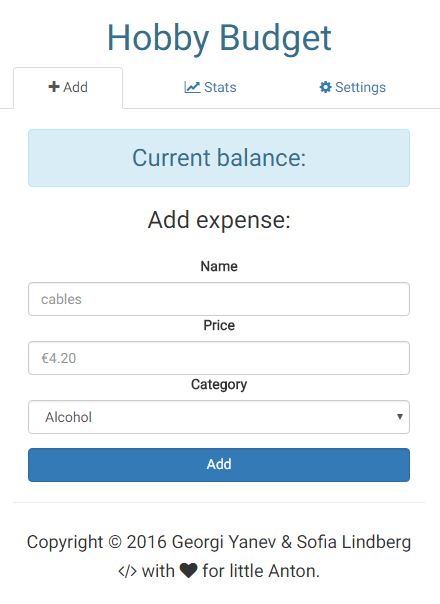 Hobby Budget
Add
Stats
Settings
Current balance:
Add expense:
Name
cables
Price
€4.20
Category
Alcohol
Add
Copyright © 2016 Georgi Yanev & Sofia Lindberg
</> with ♥ for little Anton.